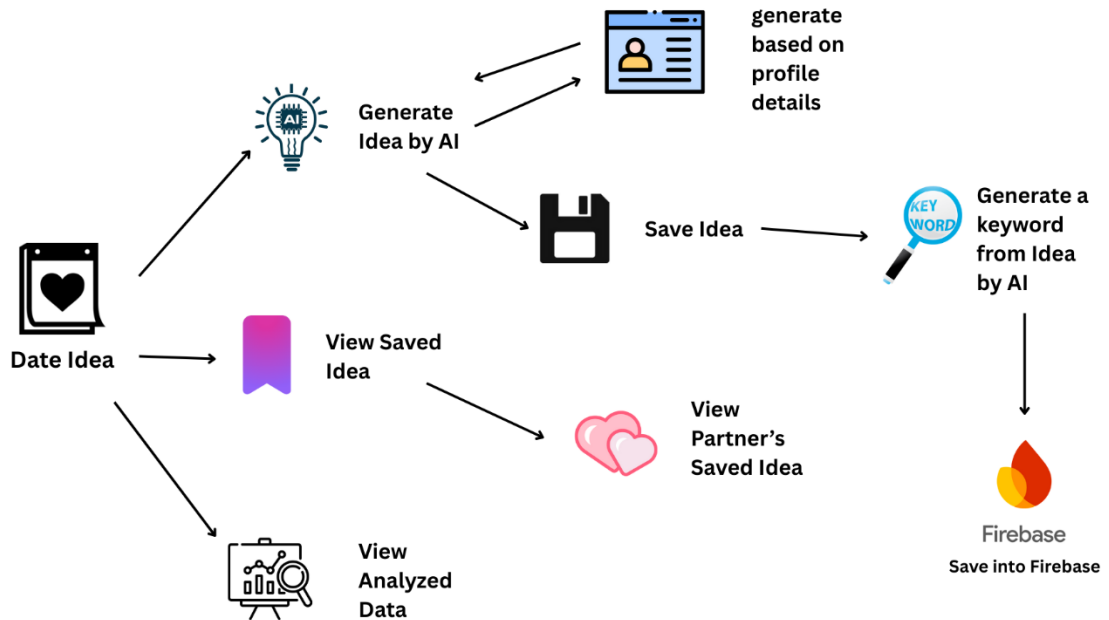 generate
based on
profile
details
AI
Generate
Idea by AI
Save Idea
KEY
WORD
Generate a
keyword
from Idea
by AI
Date Idea
View Saved
Idea
View
Partner’s
Saved Idea
View
Analyzed
Data
Firebase
Save into Firebase